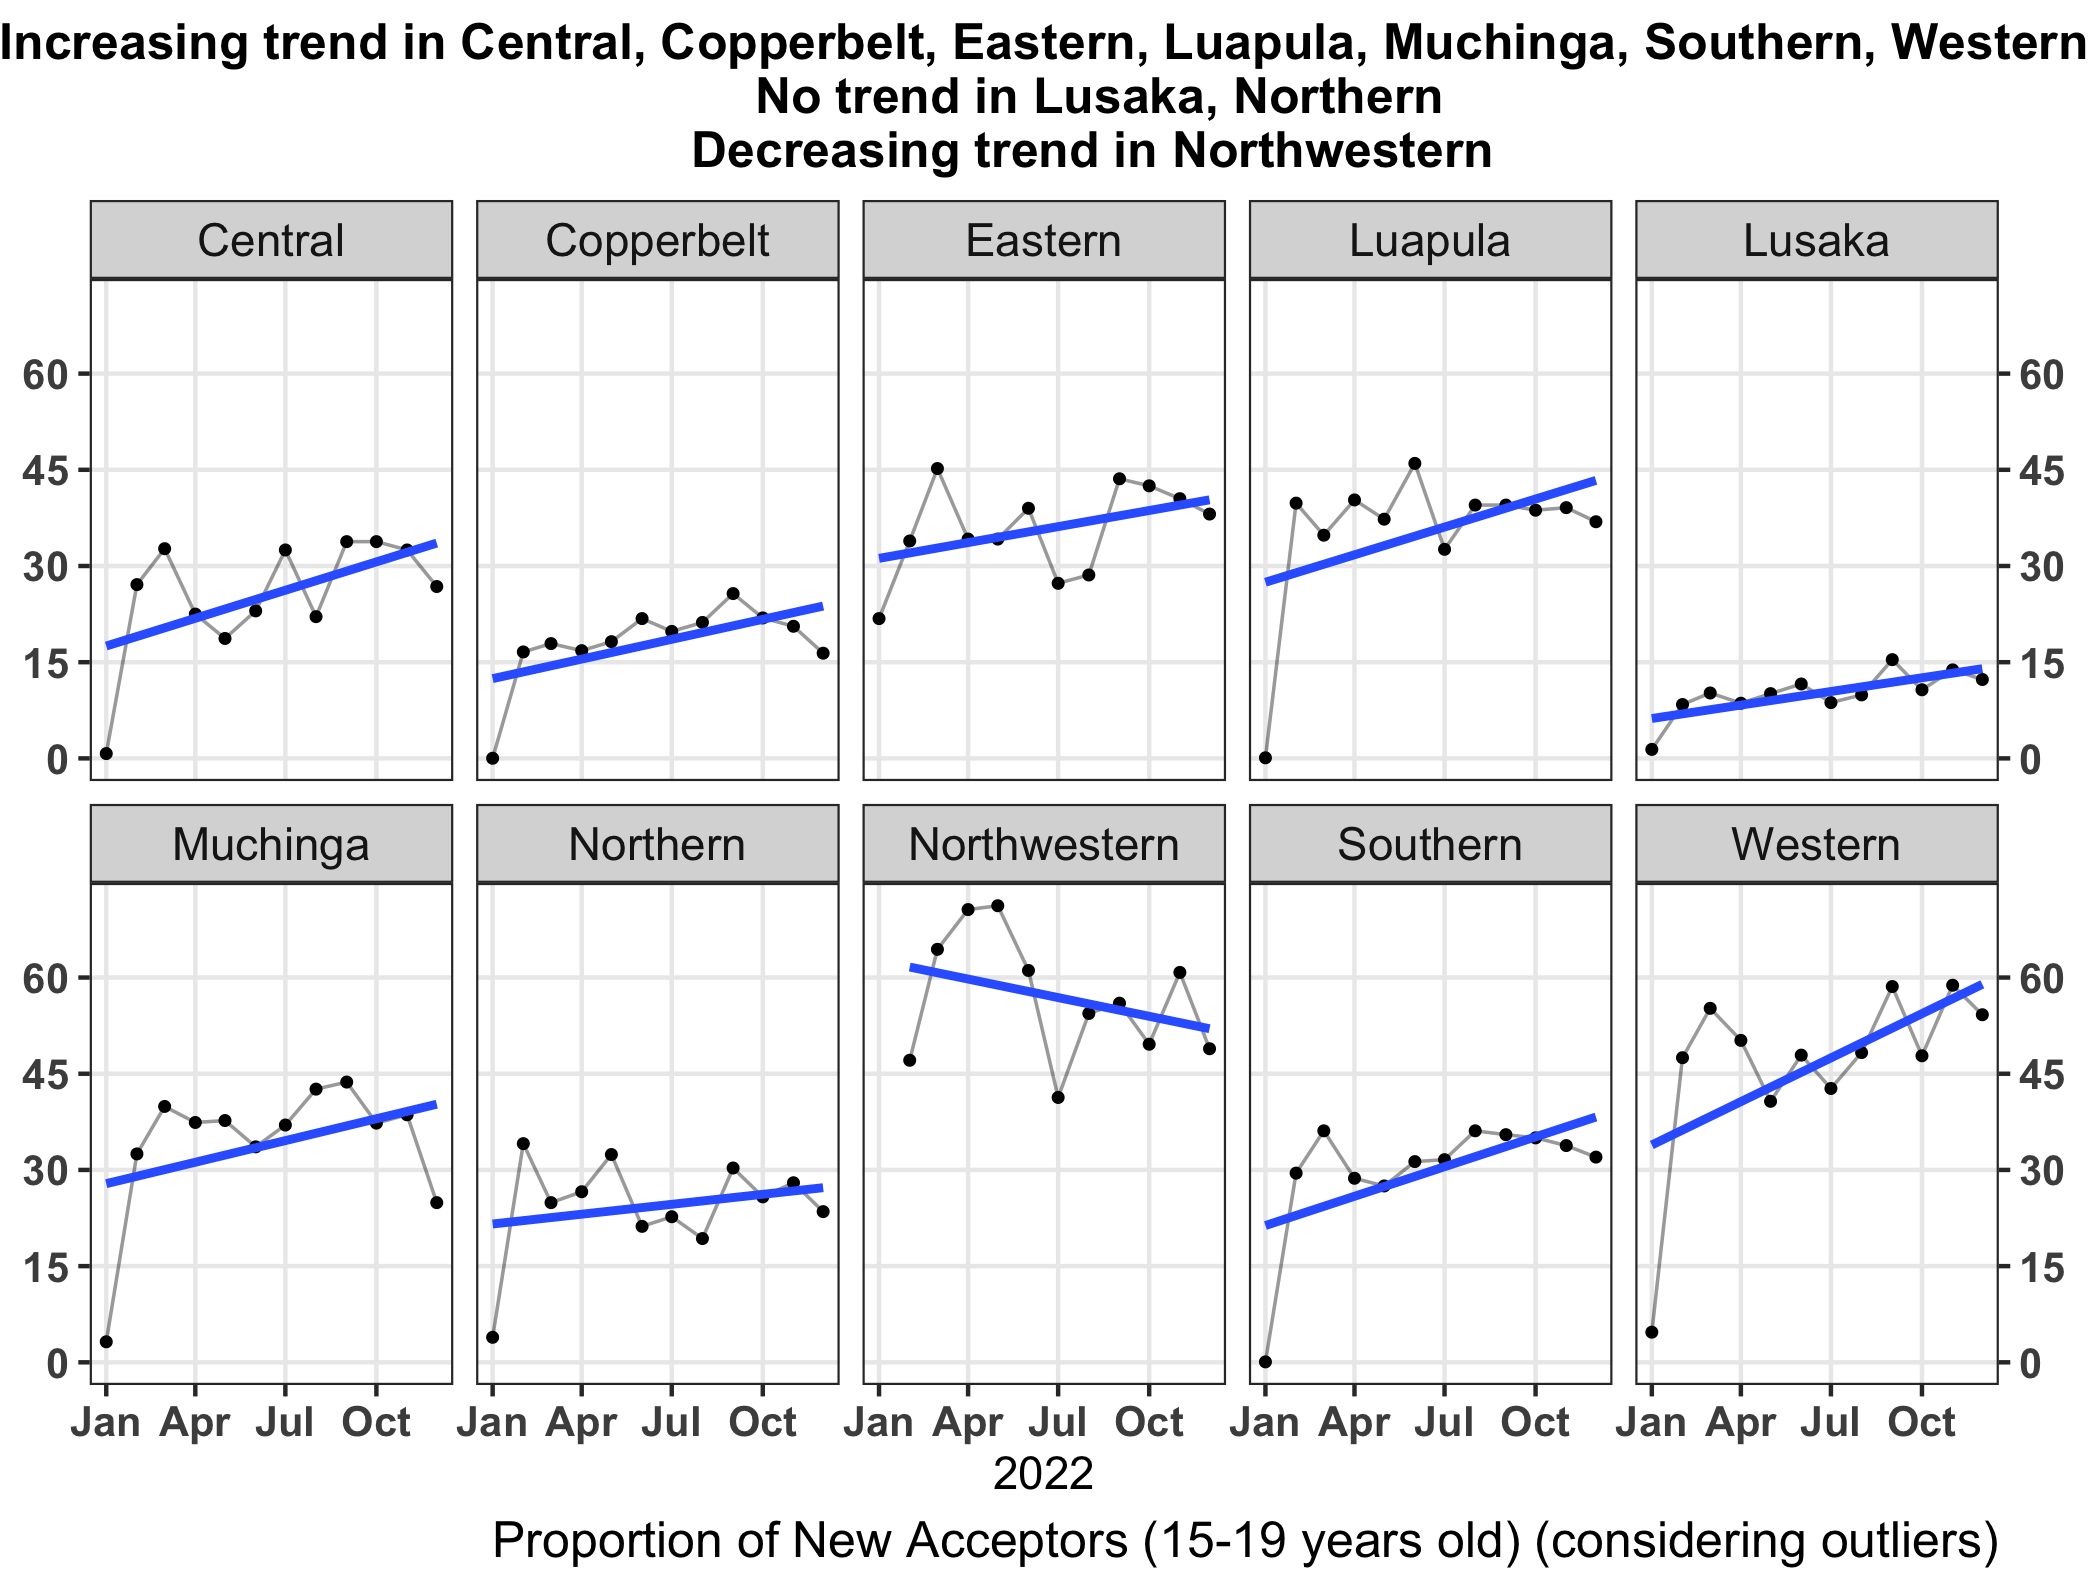 Increasing trend in Central, Copperbelt, Eastern, Luapula, Muchinga, Southern, Western
No trend in Lusaka, Northern
Decreasing trend in Northwestern
Central Copperbelt Eastern Luapula Lusaka
60 60
45 45
30 30
15 15
0 0
Muchinga Northern Northwestern Southern Western
60 60
45 45
30 30
15 15
0 0
Jan Apr Jul Oct Jan Apr Jul Oct Jan Apr Jul Oct Jan Apr Jul Oct Jan Apr Jul Oct
2022
Proportion of New Acceptors (15-19 years old) (considering outliers)